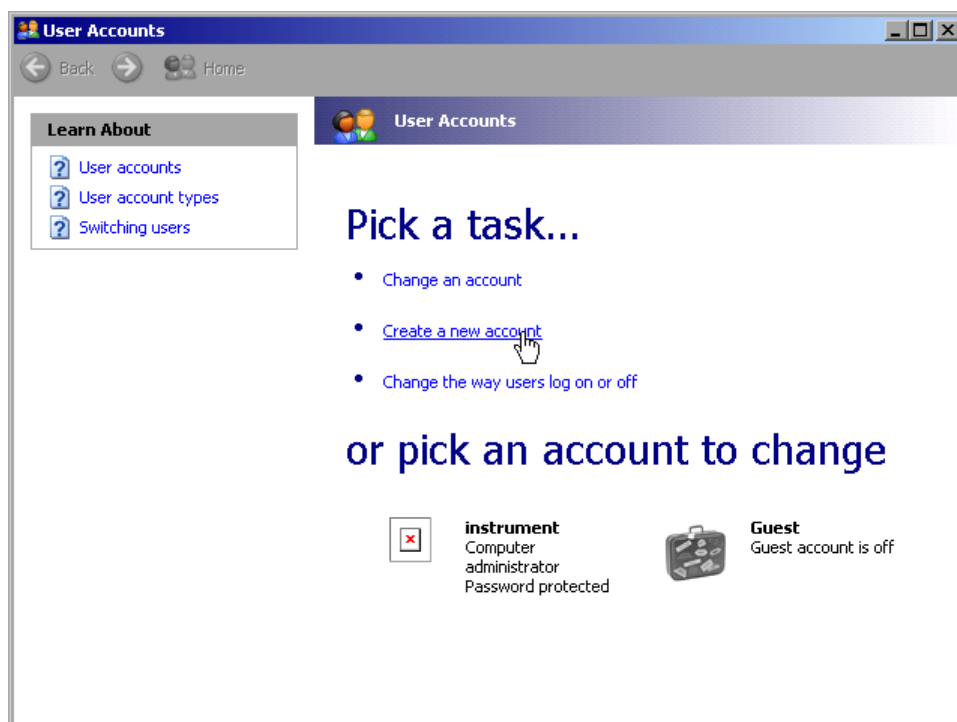 User Accounts
Back Home
Learn About
User accounts
User account types
Switching users
User Accounts
Pick a task...
Change an account
Create a new account
Change the way users log on or off
or pick an account to change
instrument
Computer
administrator
Password protected
Guest
Guest account is off